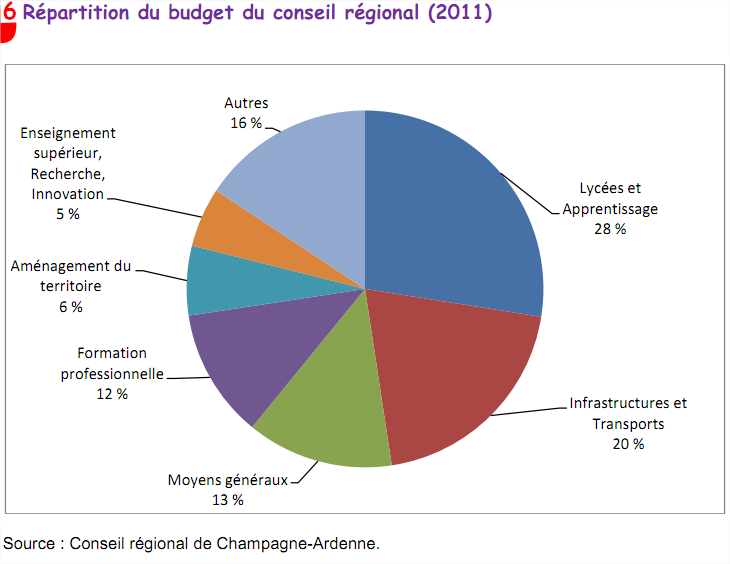 6 Répartition du budget du conseil régional (2011)
Autres
16 %
Enseignement
supérieur,
Recherche,
Innovation
5 %
Lycées et
Apprentissage
28 %
Aménagement du
territoire
6 %
Formation
professionnelle
12 %
Infrastructures et
Transports
20 %
Moyens généraux
13 %
Source : Conseil régional de Champagne-Ardenne.